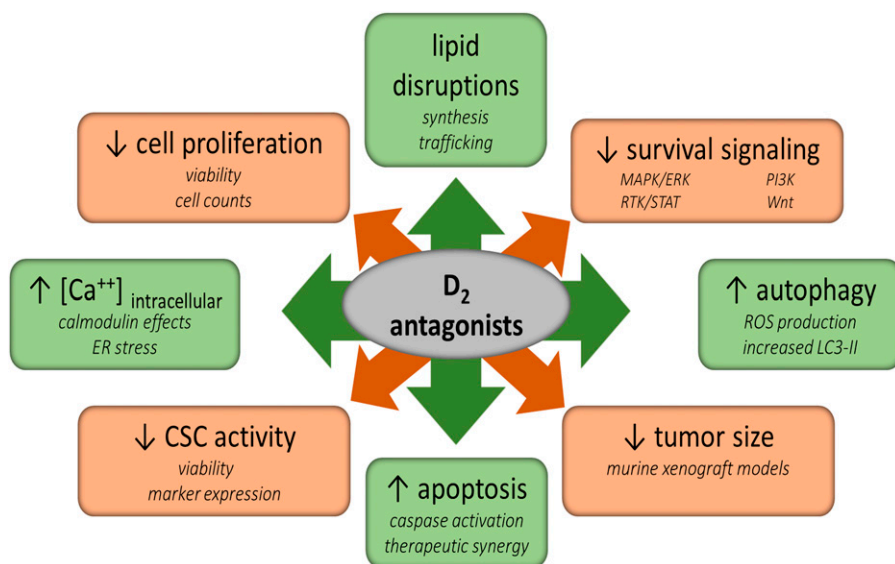 lipid
disruptions
synthesis
trafficking
↓ cell proliferation
viability
cell counts
↓ survival signaling
MAPK/ERK PI3K
RTK/STAT Wnt
↑ [Ca⁺⁺] intracellular
calmodulin effects
ER stress
D₂
antagonists
↑ autophagy
ROS production
increased LC3-II
↓ CSC activity
viability
marker expression
↑ apoptosis
caspase activation
therapeutic synergy
↓ tumor size
murine xenograft models